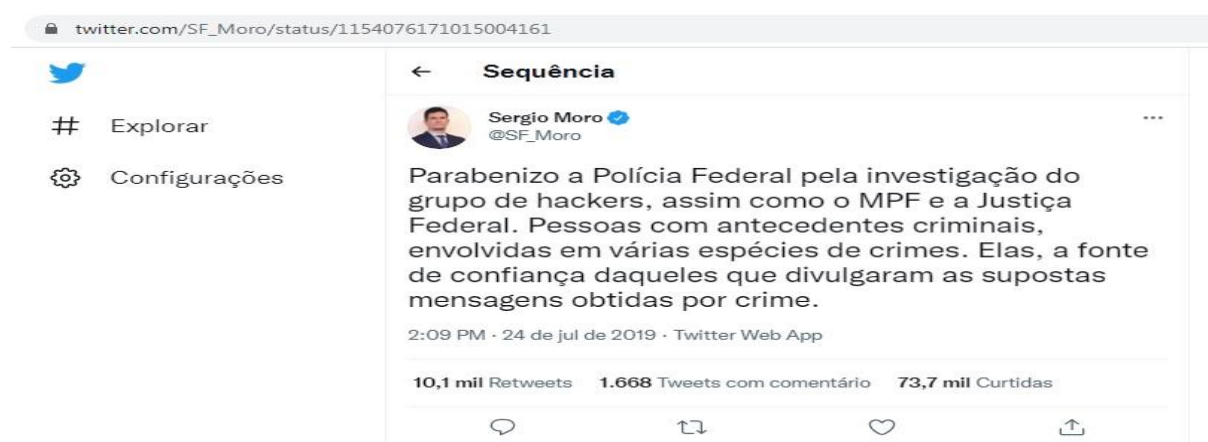 twitter.com/SF_Moro/status/1154076171015004161
← Sequência
Explorar
Configurações
Sergio Moro
@SF_Moro
Parabenizo a Polícia Federal pela investigação do
grupo de hackers, assim como o MPF e a Justiça
Federal. Pessoas com antecedentes criminais,
envolvidas em várias espécies de crimes. Elas, a fonte
de confiança daqueles que divulgaram as supostas
mensagens obtidas por crime.
2:09 PM · 24 de jul de 2019 · Twitter Web App
10,1 mil Retweets 1.668 Tweets com comentário 73,7 mil Curtidas